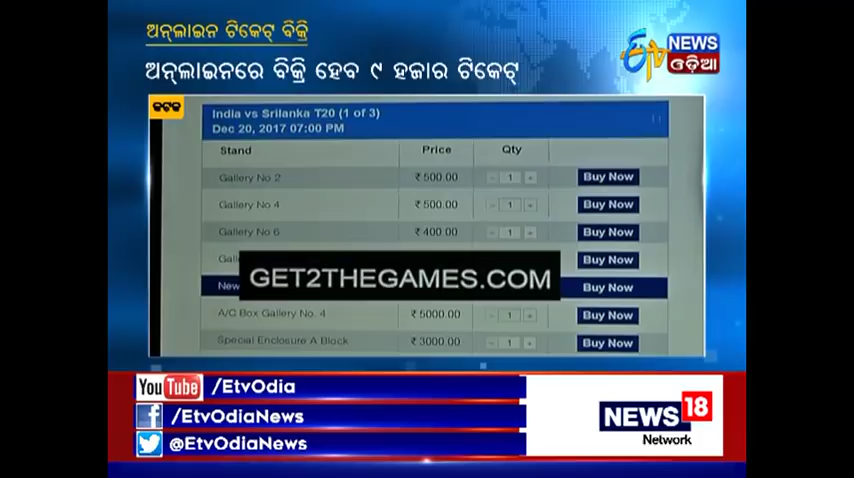 ଅନ୍‌ଲାଇନ ଟିକେଟ୍ ବିକ୍ରି
ଅନ୍‌ଲାଇନରେ ବିକ୍ରି ହେବ ୯ ହଜାର ଟିକେଟ୍
Etv NEWS
ଓଡ଼ିଆ
କଟକ
India vs Srilanka T20 (1 of 3)
Dec 20, 2017 07:00 PM
Stand Price Qty
Gallery No 2 ₹500.00 - 1 + Buy Now
Gallery No 4 ₹500.00 - 1 + Buy Now
Gallery No 6 ₹400.00 - 1 + Buy Now
Buy Now
GET2THEGAMES.COM
New Buy Now
A/C Box Gallery No. 4 ₹5000.00 - 1 + Buy Now
Special Enclosure A Block ₹3000.00 - 1 + Buy Now
YouTube /EtvOdia
f /EtvOdiaNews
@EtvOdiaNews
NEWS 18
Network